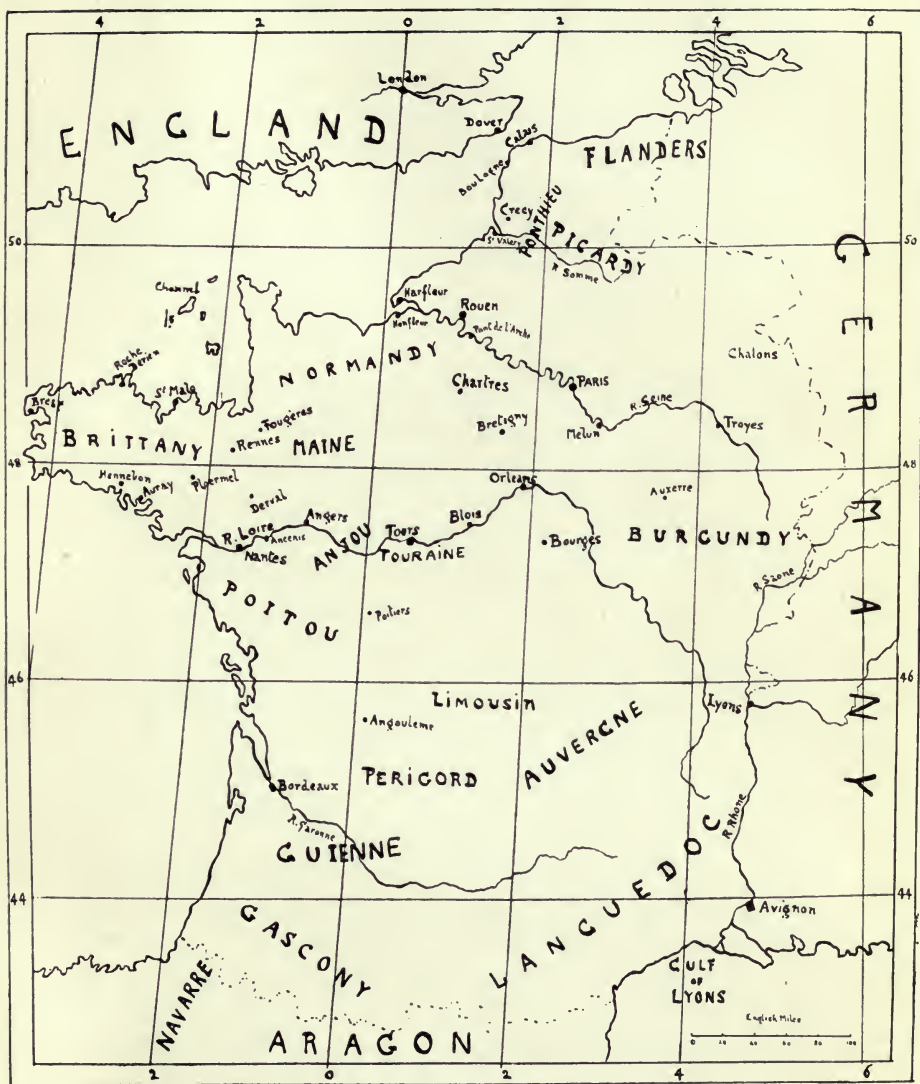 4 2 0 2 4 6
London
ENGLAND
Dover
Calais
FLANDERS
Boulogne
Crecy
PONTHIEU
St Valery
PICARDY
R Somme
50 50
GERMANY
Channel
Is
Harfleur
Honfleur
Rouen
Pont de l'Arche
Chalons
NORMANDY
Roche
Derien
St Malo
Brest
Chartres
PARIS
R. Seine
Fougères
Bretigny
Melun
Troyes
BRITTANY
Rennes
MAINE
48 48
Hennebon
Auray
Ploermel
Orleans
Auxerre
Derval
R. Loire
Ancenis
Angers
Nantes
ANJOU
Tours
TOURAINE
Blois
Bourges
BURGUNDY
R Saone
POITOU
Poitiers
46 46
Limousin
Lyons
Angouleme
AUVERGNE
PERIGORD
Bordeaux
R. Garonne
GUIENNE
R. Rhone
LANGUEDOC
44 44
Avignon
GASCONY
NAVARRE
GULF
OF
LYONS
English Miles
0 20 40 60 80 100
ARAGON
2 0 2 4 6